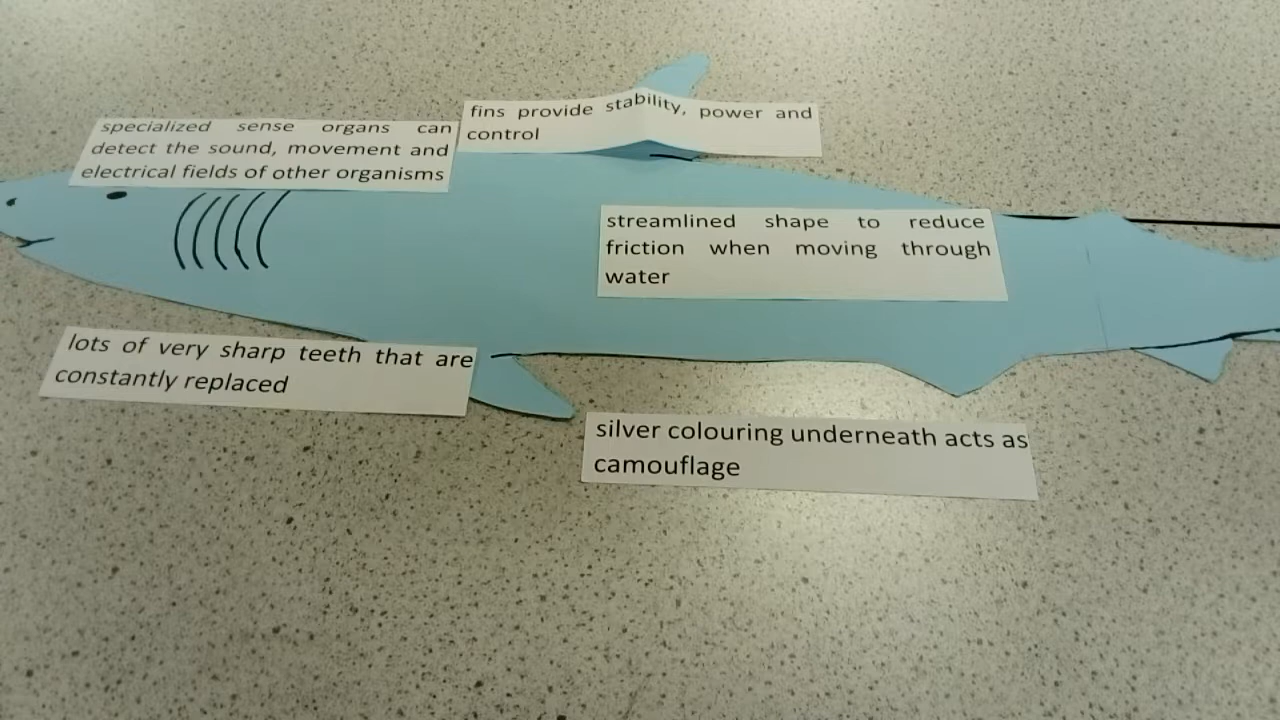 specialized sense organs can
detect the sound, movement and
electrical fields of other organisms
fins provide stability, power and
control
streamlined shape to reduce
friction when moving through
water
lots of very sharp teeth that are
constantly replaced
silver colouring underneath acts as
camouflage